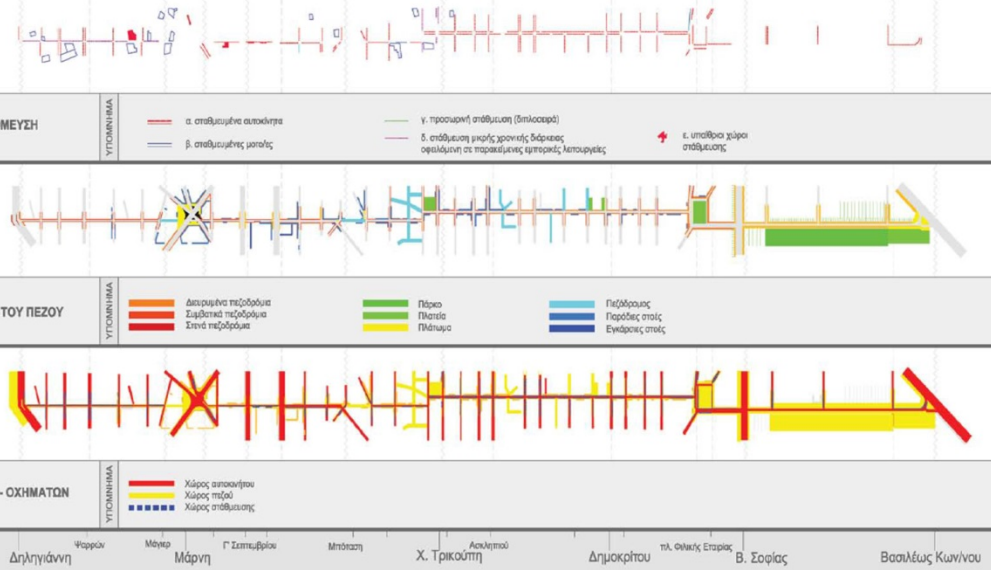 ΜΕΥΣΗ
ΥΠΟΜΝΗΜΑ
α. σταθμευμένα αυτοκίνητα
β. σταθμευμένες μοτο/ες
γ. προσωρινή στάθμευση (διπλοσειρά)
δ. στάθμευση μικρής χρονικής διάρκειας
οφειλόμενη σε παρακείμενες εμπορικές λειτουργίες
ε. υπαίθριοι χώροι
στάθμευσης
ΤΟΥ ΠΕΖΟΥ
ΥΠΟΜΝΗΜΑ
Διευρυμένα πεζοδρόμια
Συμβατικά πεζοδρόμια
Στενά πεζοδρόμια
Πάρκο
Πλατεία
Πλάτωμα
Πεζόδρομος
Παρόδιες στοές
Εγκάρσιες στοές
- ΟΧΗΜΑΤΩΝ
ΥΠΟΜΝΗΜΑ
Χώρος αυτοκινήτου
Χώρος πεζού
Χώρος στάθμευσης
Ψαρρών Μάγιερ Γ' Σεπτεμβρίου Μπόταση Ασκληπιού πλ. Φιλικής Εταιρίας
Δηληγιάννη Μάρνη Χ. Τρικούπη Δημοκρίτου Β. Σοφίας Βασιλέως Κων/νου